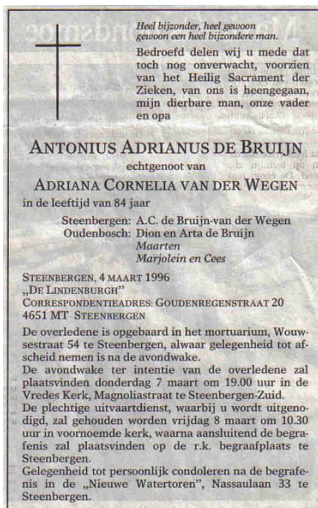 Heel bijzonder, heel gewoon
gewoon een heel bijzondere man.
Bedroefd delen wij u mede dat
toch nog onverwacht, voorzien
van het Heilig Sacrament der
Zieken, van ons is heengegaan,
mijn dierbare man, onze vader
en opa
ANTONIUS ADRIANUS DE BRUIJN
echtgenoot van
ADRIANA CORNELIA VAN DER WEGEN
in de leeftijd van 84 jaar
Steenbergen: A.C. de Bruijn-van der Wegen
Oudenbosch: Dion en Arta de Bruijn
Maarten
Marjolein en Cees
STEENBERGEN, 4 MAART 1996
„DE LINDENBURGH”
CORRESPONDENTIEADRES: GOUDENREGENSTRAAT 20
4651 MT STEENBERGEN
De overledene is opgebaard in het mortuarium, Wouw-
sestraat 54 te Steenbergen, alwaar gelegenheid tot af-
scheid nemen is na de avondwake.
De avondwake ter intentie van de overledene zal
plaatsvinden donderdag 7 maart om 19.00 uur in de
Vredes Kerk, Magnoliastraat te Steenbergen-Zuid.
De plechtige uitvaartdienst, waarbij u wordt uitgeno-
digd, zal gehouden worden vrijdag 8 maart om 10.30
uur in voornoemde kerk, waarna aansluitend de begra-
fenis zal plaatsvinden op de r.k. begraafplaats te
Steenbergen.
Gelegenheid tot persoonlijk condoleren na de begrafe-
nis in de „Nieuwe Watertoren”, Nassaulaan 33 te
Steenbergen.